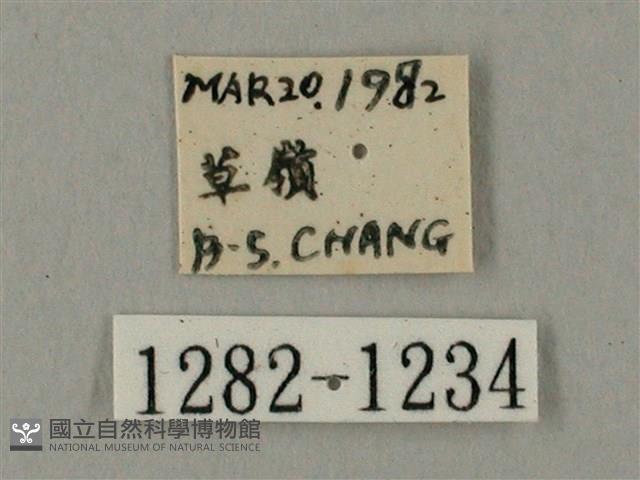 MAR20.1982
草嶺
B-S. CHANG
1282-1234
國立自然科學博物館
NATIONAL MUSEUM OF NATURAL SCIENCE